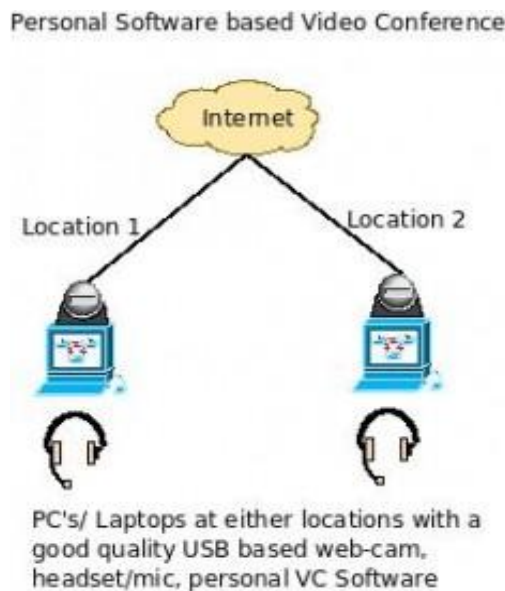 Personal Software based Video Conference
Internet
Location 1
Location 2
PC's/ Laptops at either locations with a
good quality USB based web-cam,
headset/mic, personal VC Software